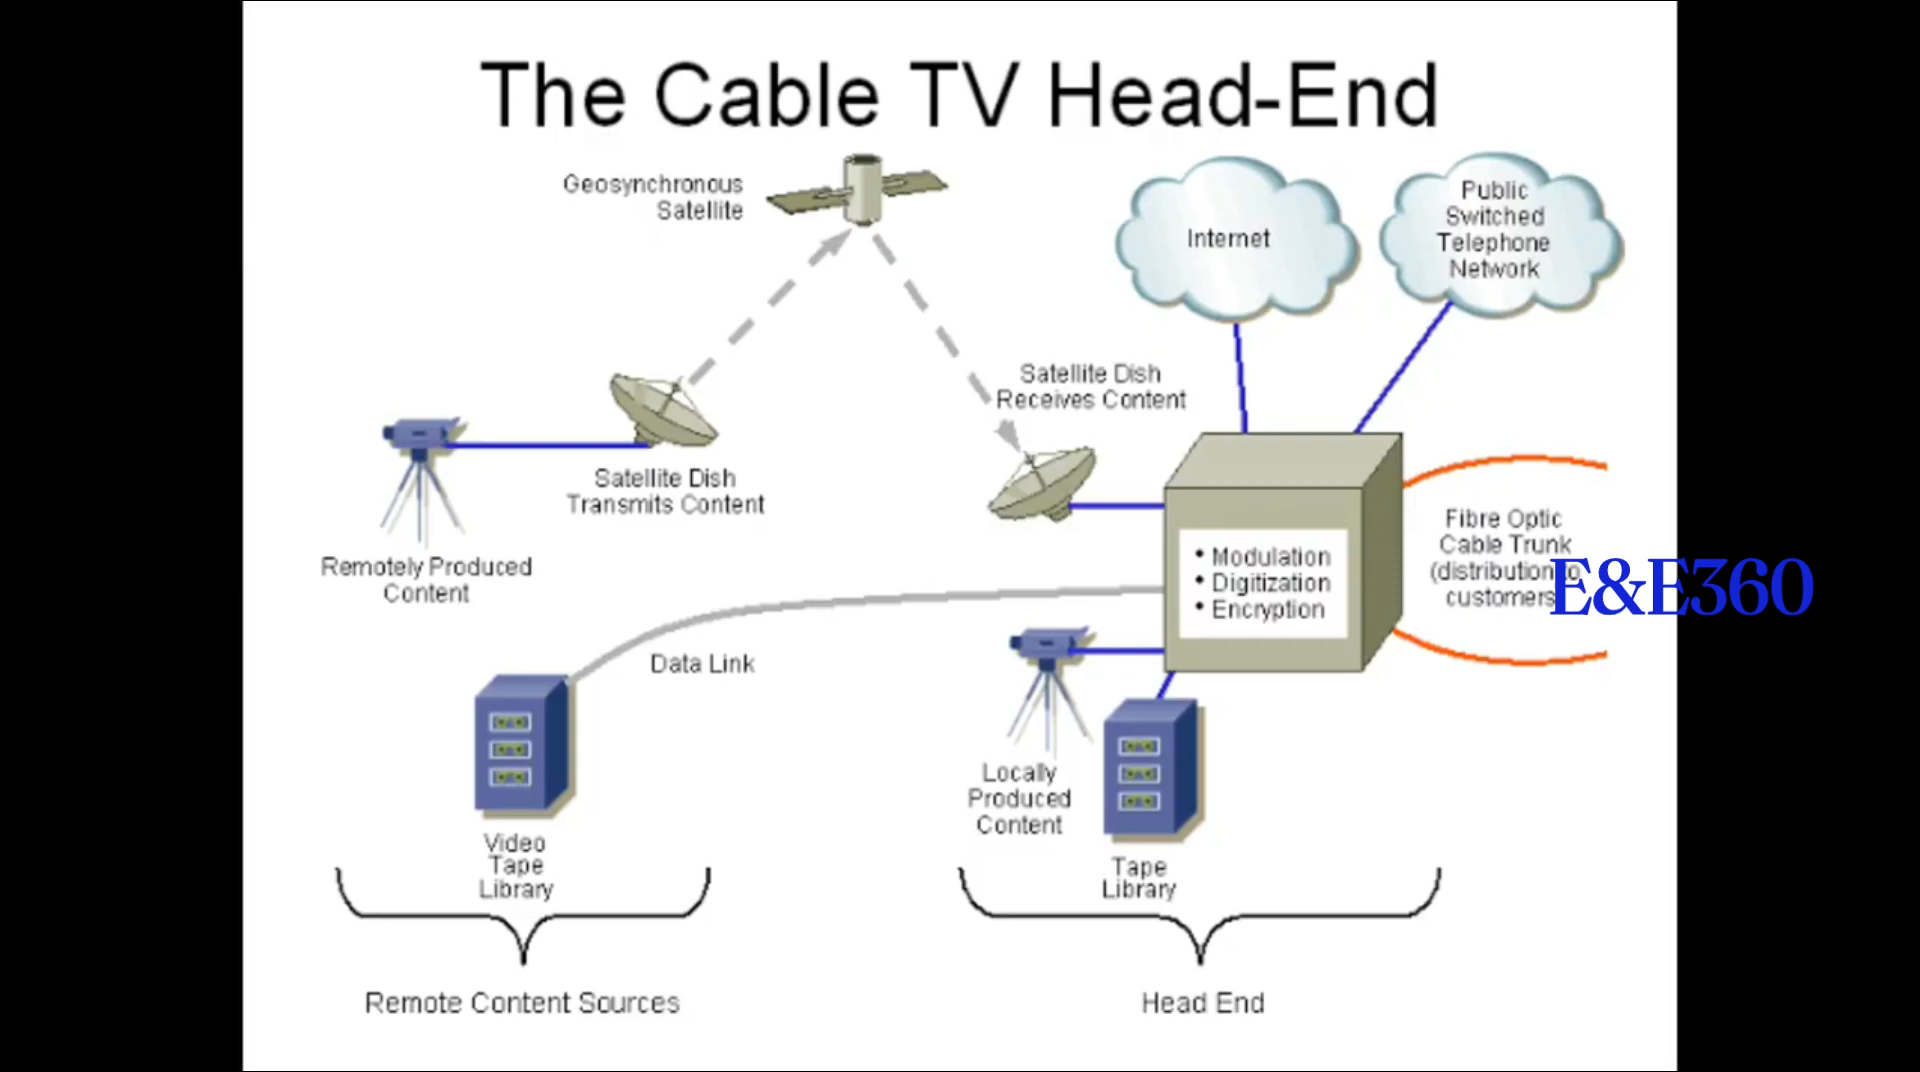 The Cable TV Head-End
Geosynchronous
Satellite
Internet
Public
Switched
Telephone
Network
Satellite Dish
Receives Content
Satellite Dish
Transmits Content
Remotely Produced
Content
• Modulation
• Digitization
• Encryption
Fibre Optic
Cable Trunk
(distribution to
customers
E&E360
Data Link
Locally
Produced
Content
Video
Tape
Library
Tape
Library
Remote Content Sources
Head End